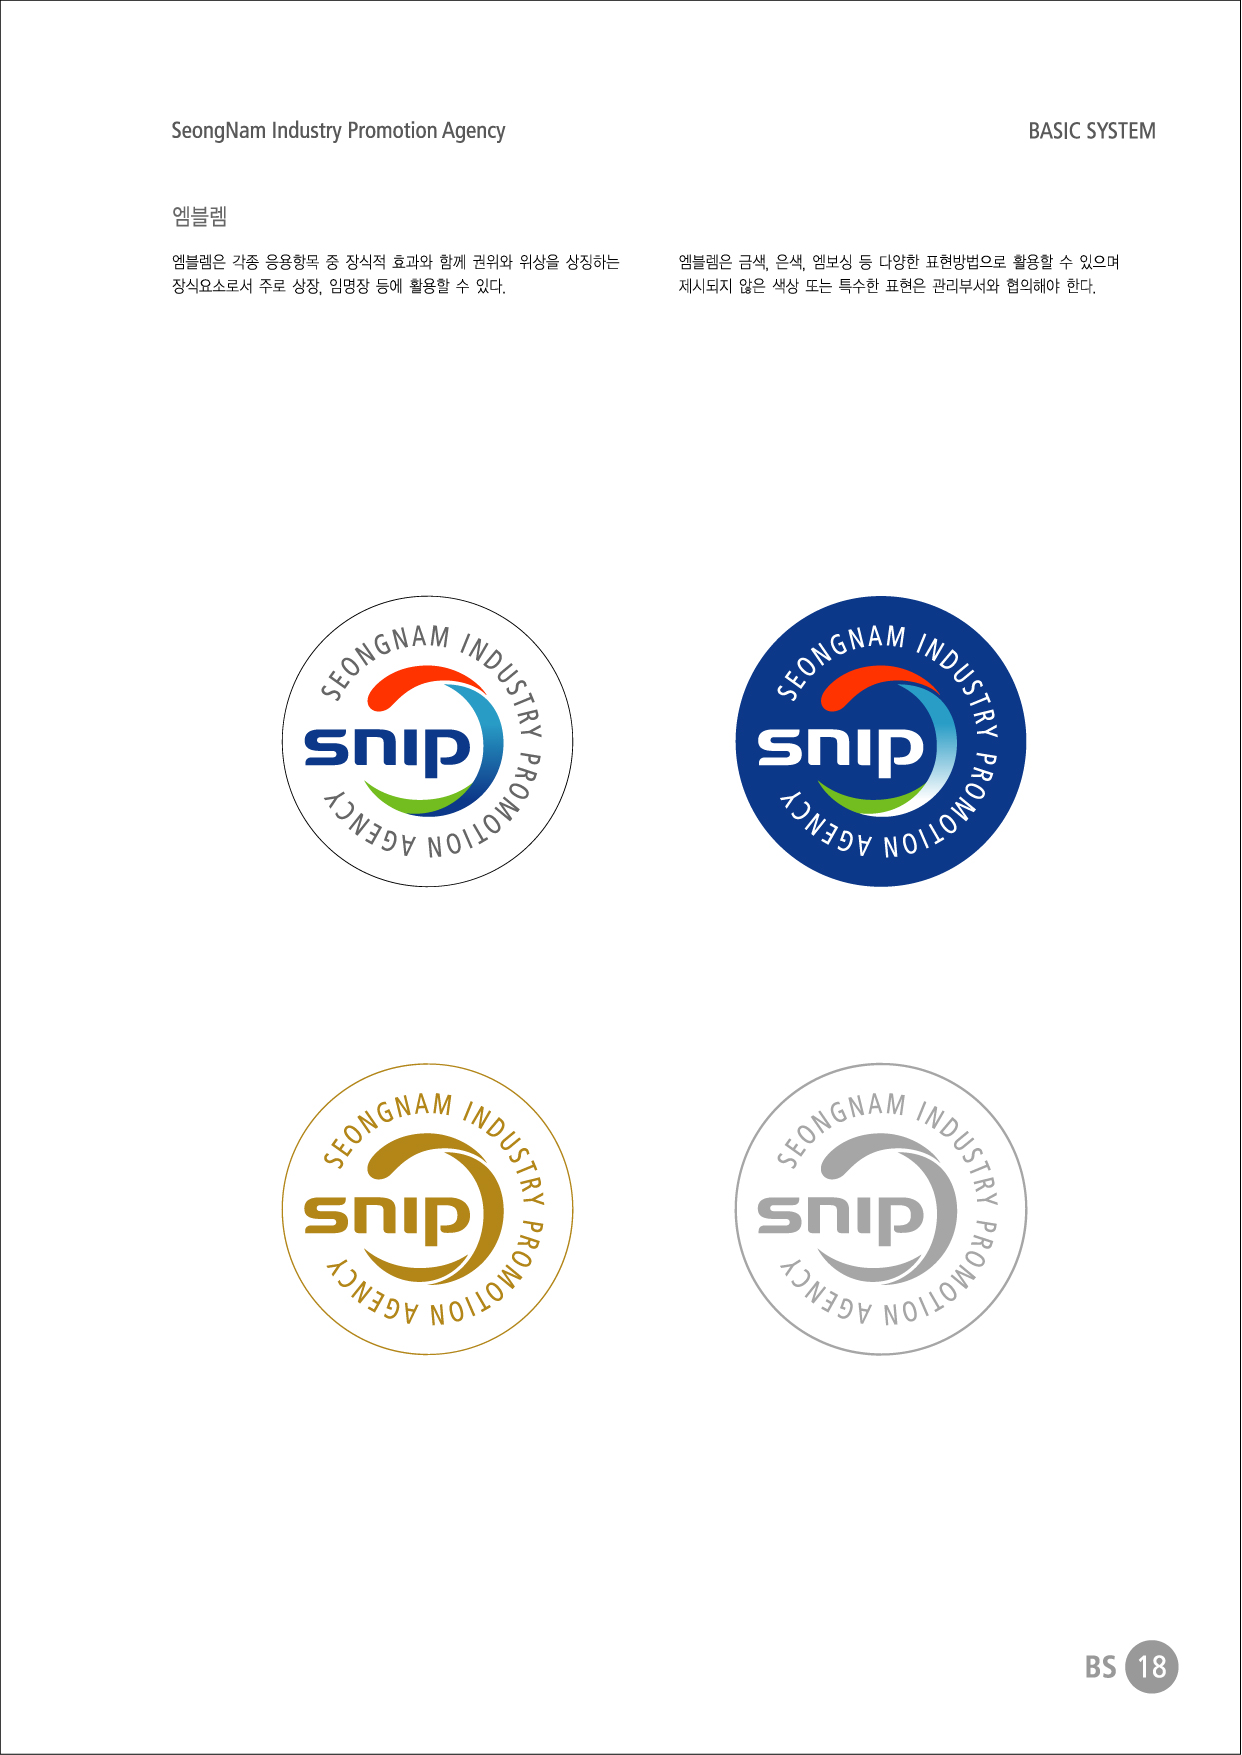 SeongNam Industry Promotion Agency
BASIC SYSTEM
엠블렘
엠블렘은 각종 응용항목 중 장식적 효과와 함께 권위와 위상을 상징하는
장식요소로서 주로 상장, 임명장 등에 활용할 수 있다.
엠블렘은 금색, 은색, 엠보싱 등 다양한 표현방법으로 활용할 수 있으며
제시되지 않은 색상 또는 특수한 표현은 관리부서와 협의해야 한다.
SEONGNAM INDUSTRY PROMOTION AGENCY
snip
SEONGNAM INDUSTRY PROMOTION AGENCY
snip
SEONGNAM INDUSTRY PROMOTION AGENCY
snip
SEONGNAM INDUSTRY PROMOTION AGENCY
snip
BS 18